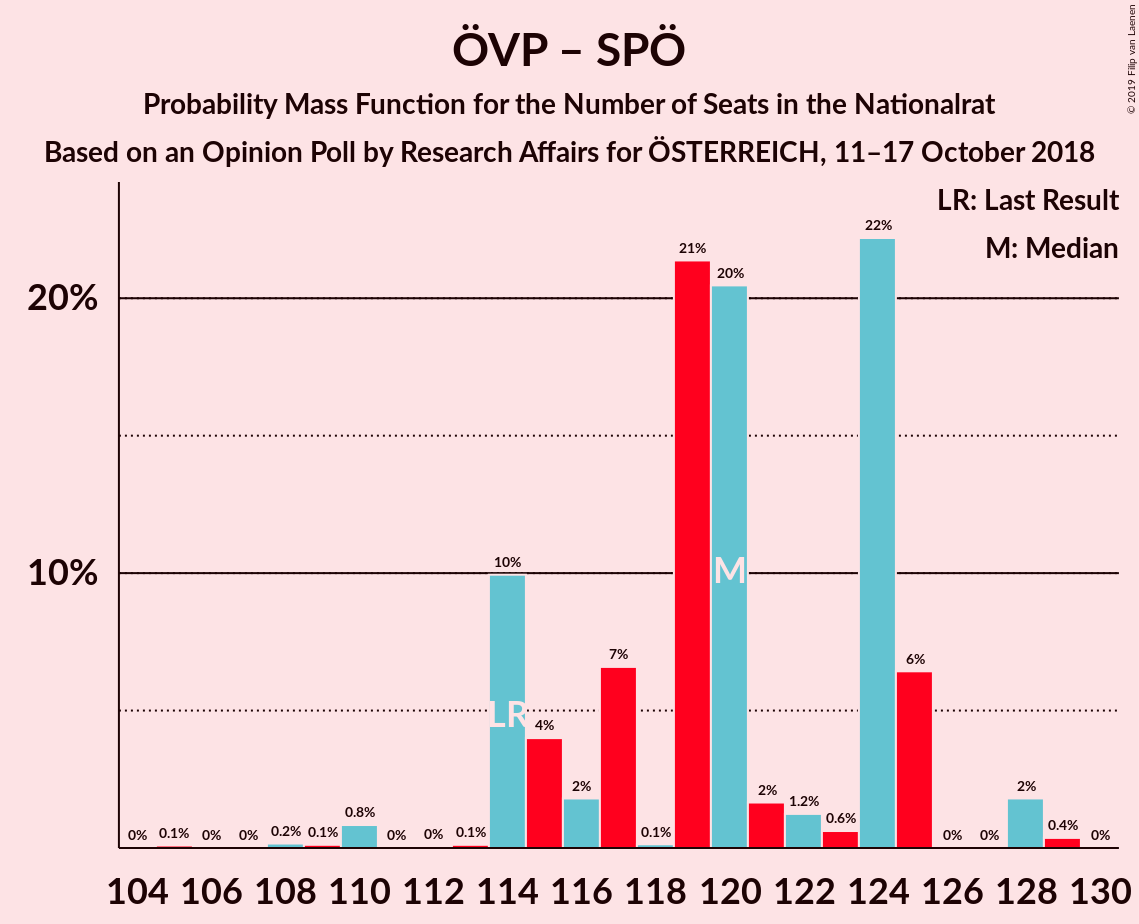 ÖVP – SPÖ
Probability Mass Function for the Number of Seats in the Nationalrat
Based on an Opinion Poll by Research Affairs for ÖSTERREICH, 11–17 October 2018
© 2019 Filip van Laenen
LR: Last Result
M: Median
20%
10%
0% 0.1% 0% 0% 0.2% 0.1% 0.8% 0% 0% 0.1% 10% 4% 2% 7% 0.1% 21% 20% 2% 1.2% 0.6% 22% 6% 0% 0% 2% 0.4% 0%
LR
M
104 106 108 110 112 114 116 118 120 122 124 126 128 130